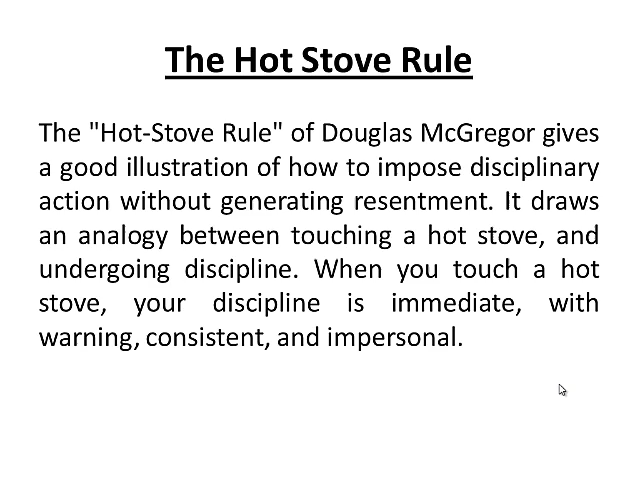 The Hot Stove Rule
The "Hot-Stove Rule" of Douglas McGregor gives
a good illustration of how to impose disciplinary
action without generating resentment. It draws
an analogy between touching a hot stove, and
undergoing discipline. When you touch a hot
stove, your discipline is immediate, with
warning, consistent, and impersonal.